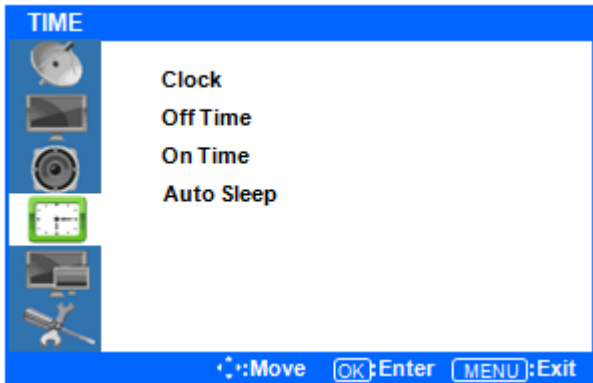 TIME
Clock
Off Time
On Time
Auto Sleep
:Move OK:Enter MENU:Exit